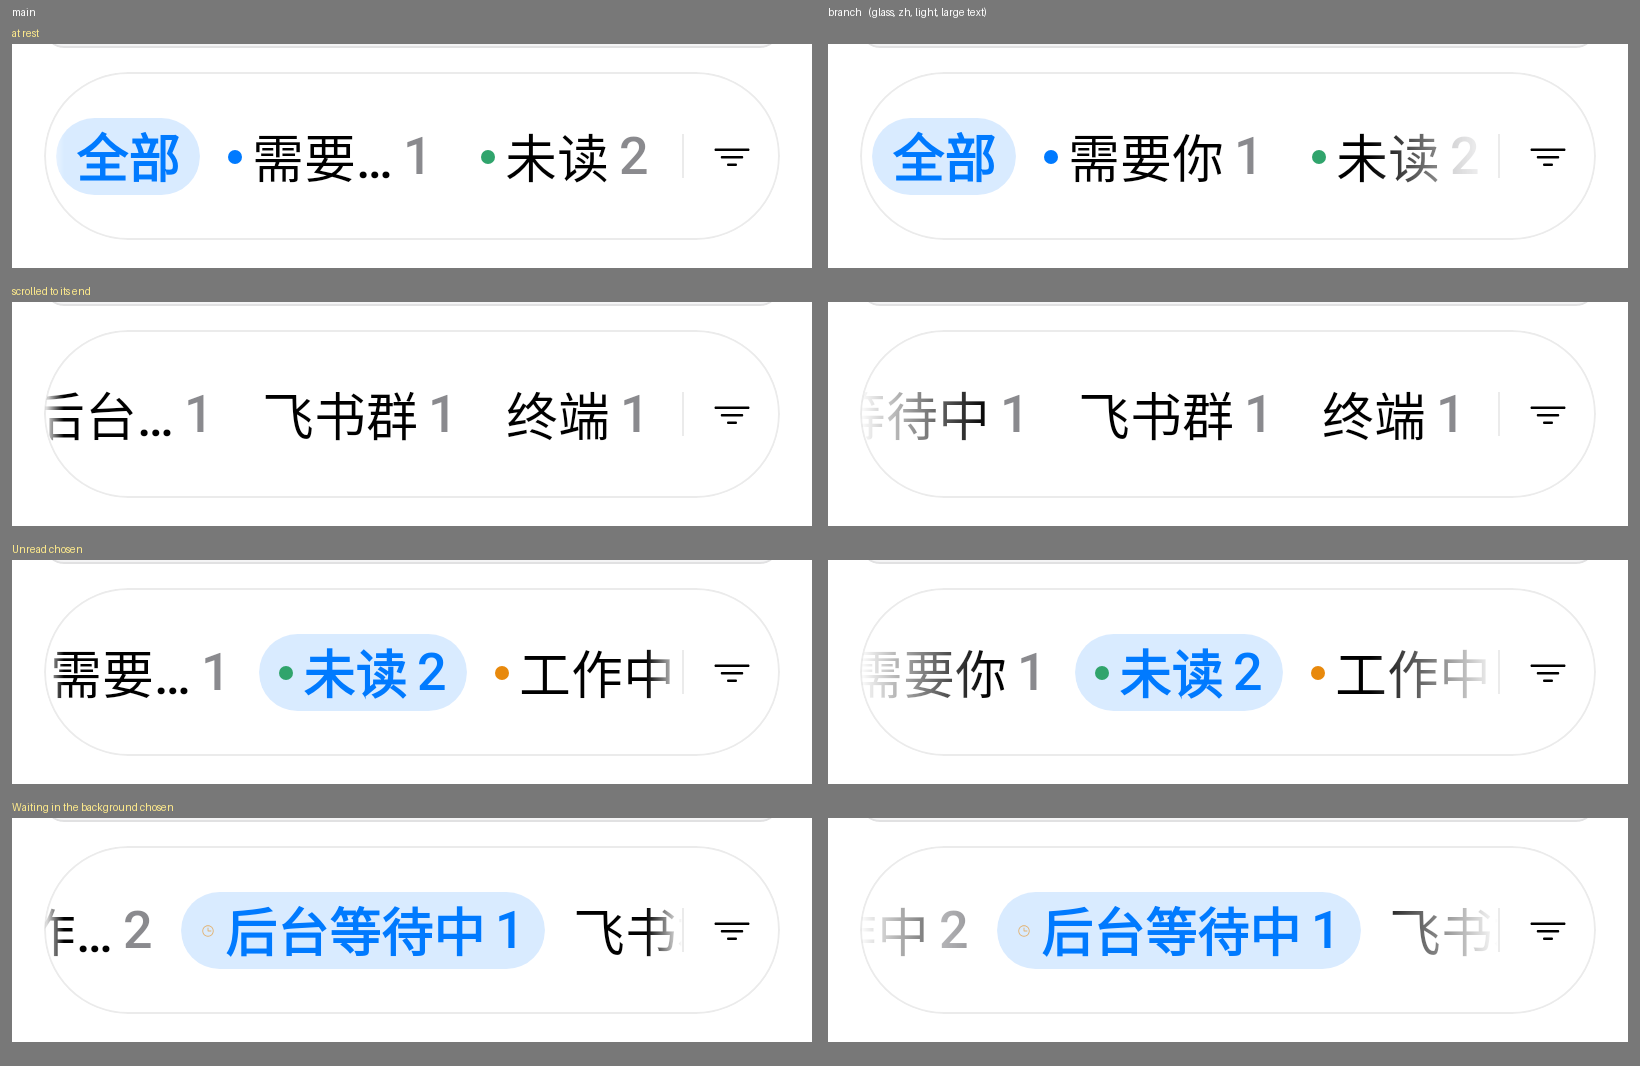 main
branch (glass, zh, light, large text)
at rest
全部 需要... 1 未读 2
全部 需要你 1 未读 2
scrolled to its end
后台... 1 飞书群 1 终端 1
等待中 1 飞书群 1 终端 1
Unread chosen
需要... 1 未读 2 工作中
需要你 1 未读 2 工作中
Waiting in the background chosen
作... 2 后台等待中 1 飞书
作中 2 后台等待中 1 飞书